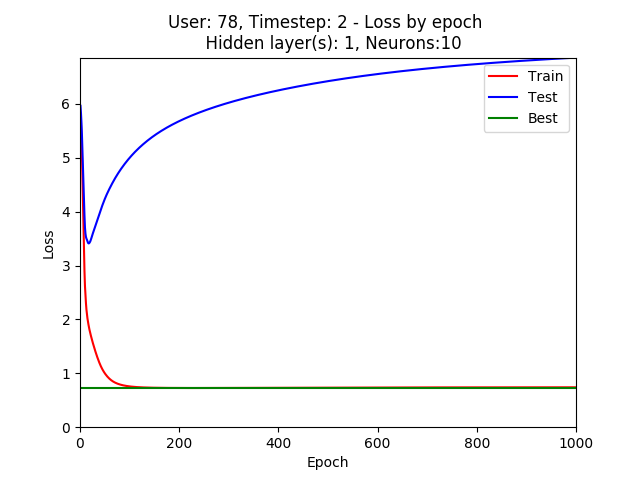 User: 78, Timestep: 2 - Loss by epoch
Hidden layer(s): 1, Neurons:10
Train
Test
Best
Loss
6
5
4
3
2
1
0
0 200 400 600 800 1000
Epoch